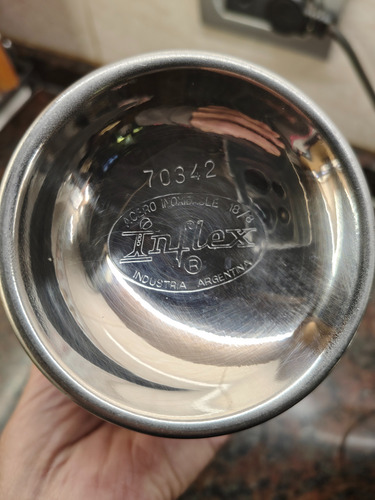 70342
ACERO INOXIDABLE 18/8
inflex
®
INDUSTRIA ARGENTINA